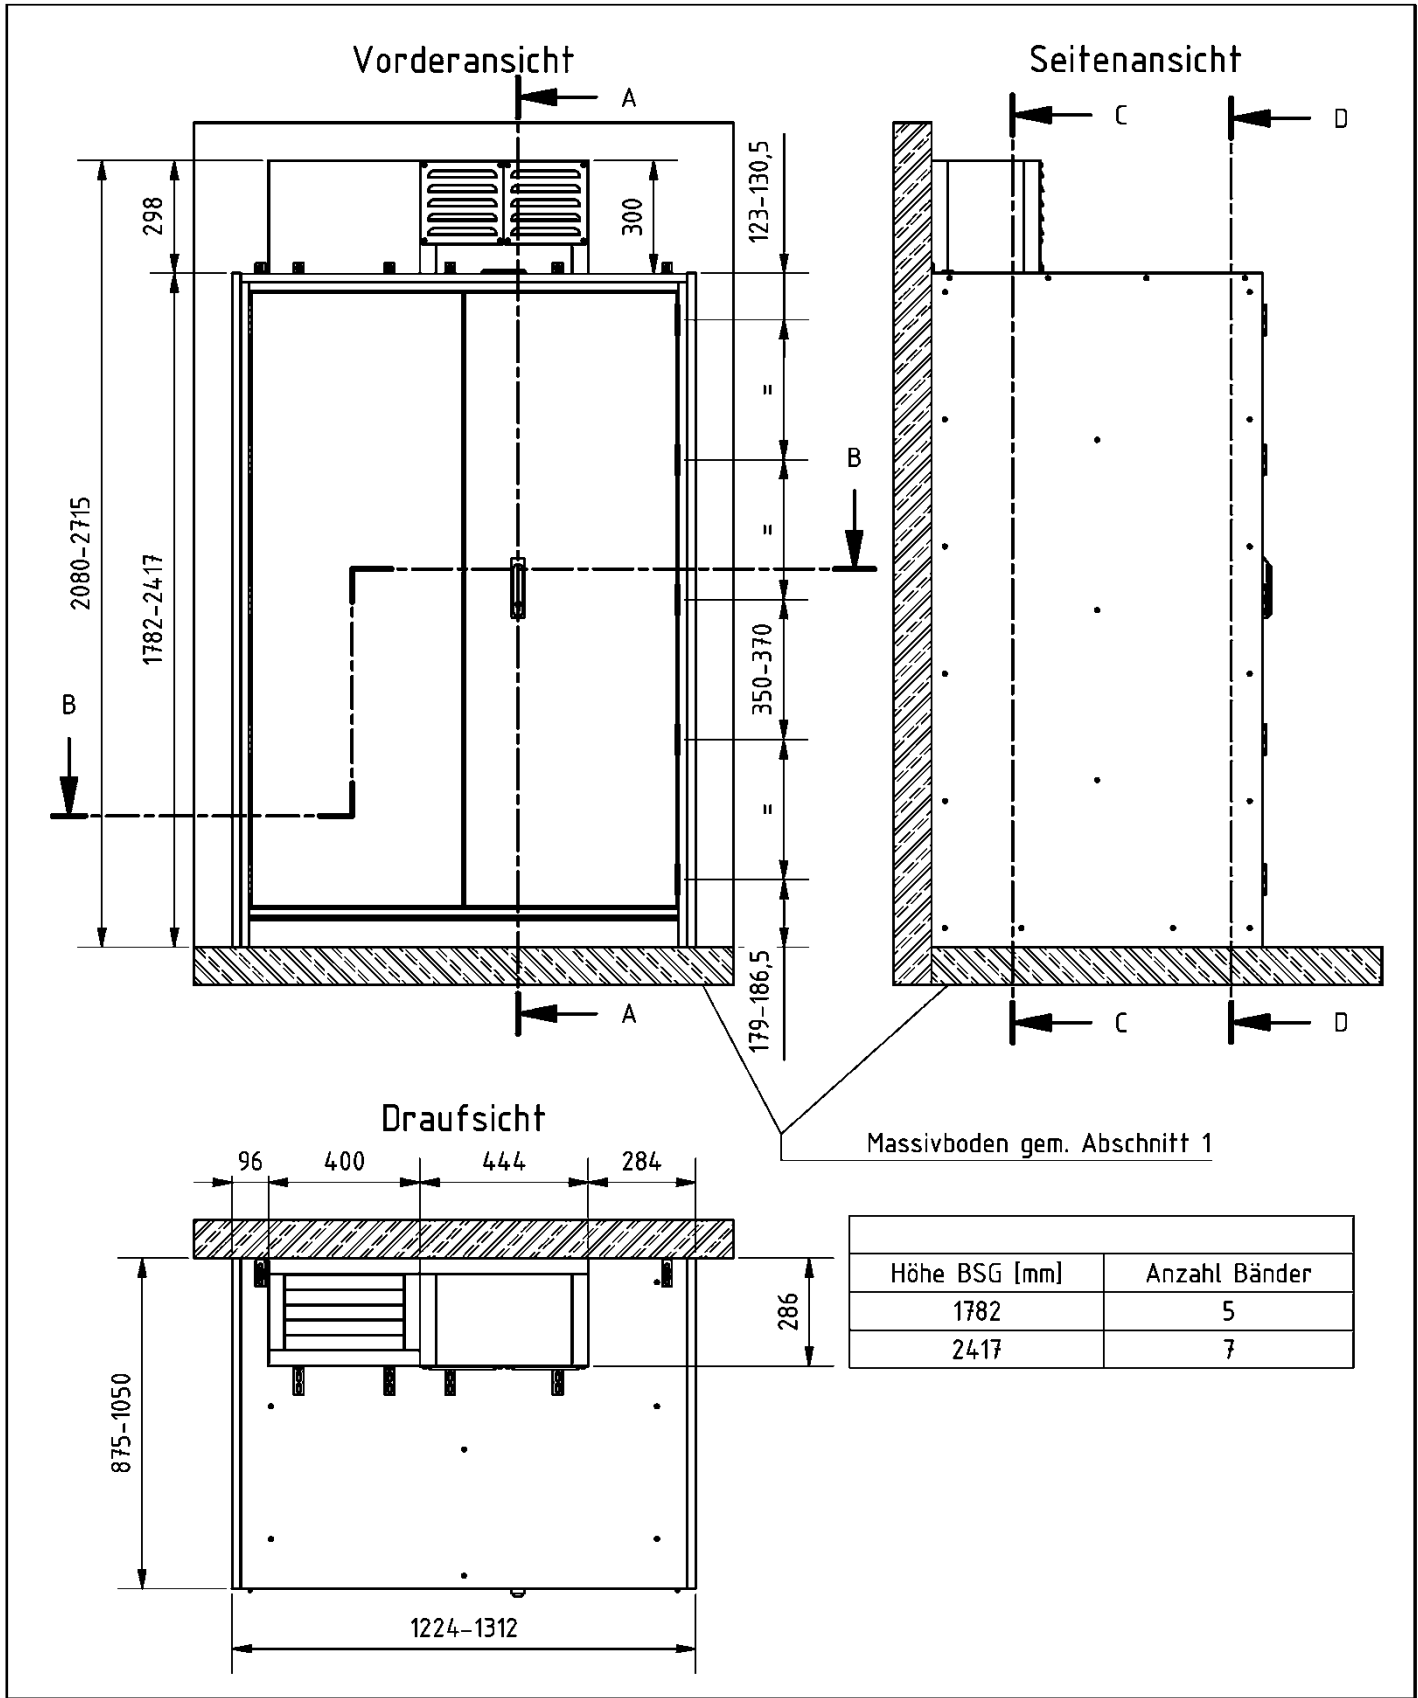 Vorderansicht
Seitenansicht
A
C
D
298
300
123-130,5
=
B
=
2080-2715
1782-2417
350-370
B
=
179-186,5
A
C
D
Draufsicht
Massivboden gem. Abschnitt 1
96
400
444
284
286
875-1050
1224-1312
Höhe BSG [mm] Anzahl Bänder
1782 5
2417 7